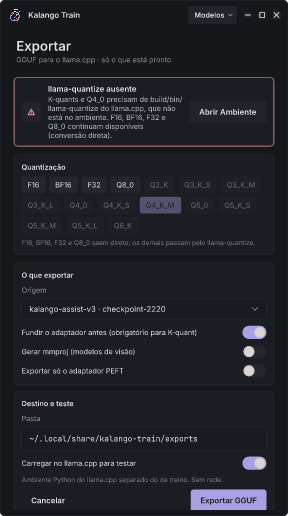 Kalango Train
Modelos
Exportar
GGUF para o llama.cpp · só o que está pronto
llama-quantize ausente
K-quants e Q4_0 precisam de build/bin/
llama-quantize do llama.cpp, que não
está no ambiente. F16, BF16, F32 e
Q8_0 continuam disponíveis
(conversão direta).
Abrir Ambiente
Quantização
F16 BF16 F32 Q8_0 Q2_K Q3_K_S Q3_K_M
Q3_K_L Q4_0 Q4_K_S Q4_K_M Q5_0 Q5_K_S
Q5_K_M Q5_K_L Q6_K
F16, BF16, F32 e Q8_0 saem direto; os demais passam pelo llama-quantize.
O que exportar
Origem
kalango-assist-v3 · checkpoint-2220
Fundir o adaptador antes (obrigatório para K-quant)
Gerar mmproj (modelos de visão)
Exportar só o adaptador PEFT
Destino e teste
Pasta
~/.local/share/kalango-train/exports
Carregar no llama.cpp para testar
Ambiente Python do llama.cpp separado do de treino. Sem rede.
Cancelar
Exportar GGUF